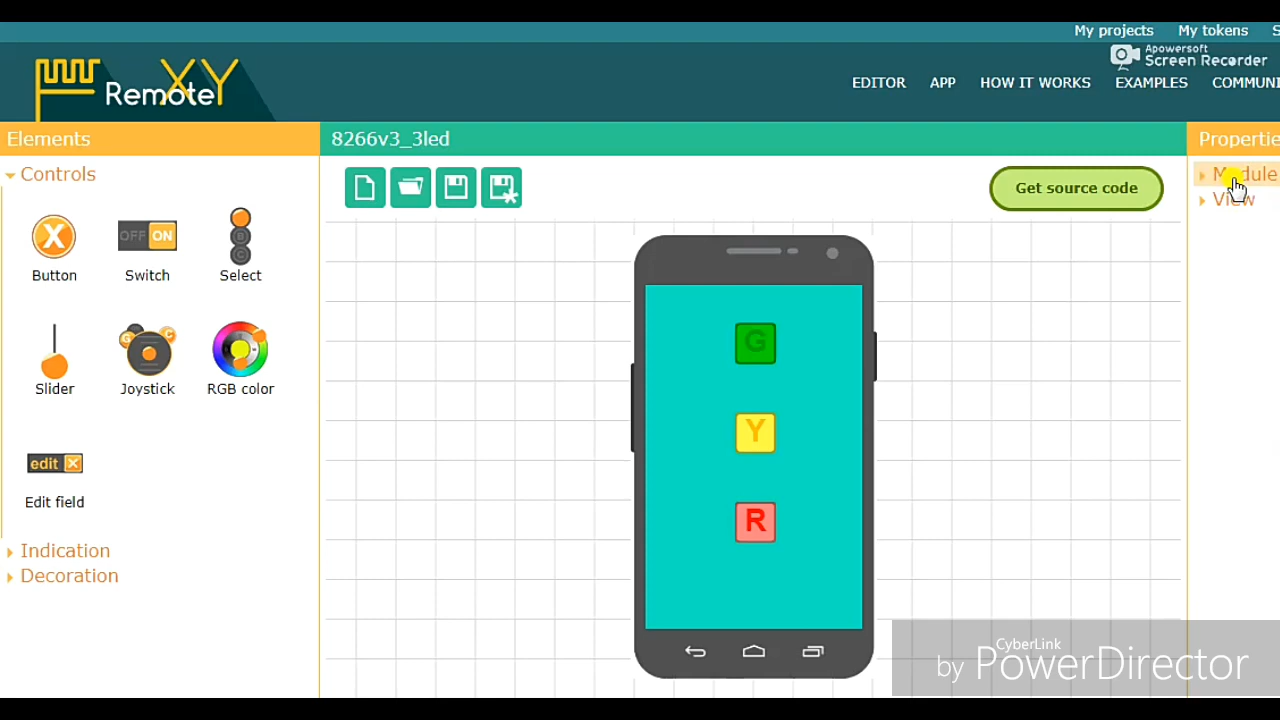 My projects My tokens S
Apowersoft
Screen Recorder
RemoteXY
EDITOR APP HOW IT WORKS EXAMPLES COMMUNI
Elements
8266v3_3led
Propertie
Controls
Get source code
Module
View
X
OFF ON
B
C
Button Switch Select
G C
Slider Joystick RGB color
edit X
Edit field
Indication
Decoration
G
Y
R
CyberLink
by PowerDirector